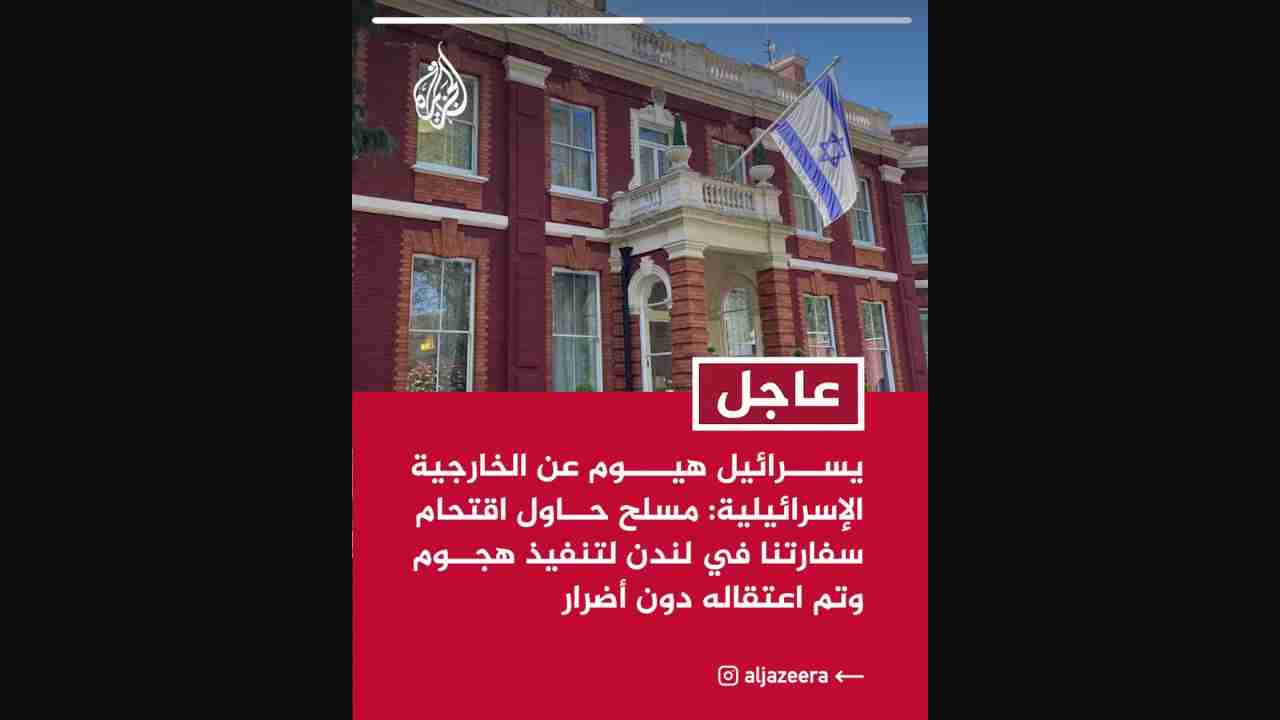 الجزيرة
عاجل
يسرائيل هيوم عن الخارجية
الإسرائيلية: مسلح حاول اقتحام
سفارتنا في لندن لتنفيذ هجوم
وتم اعتقاله دون أضرار
aljazeera